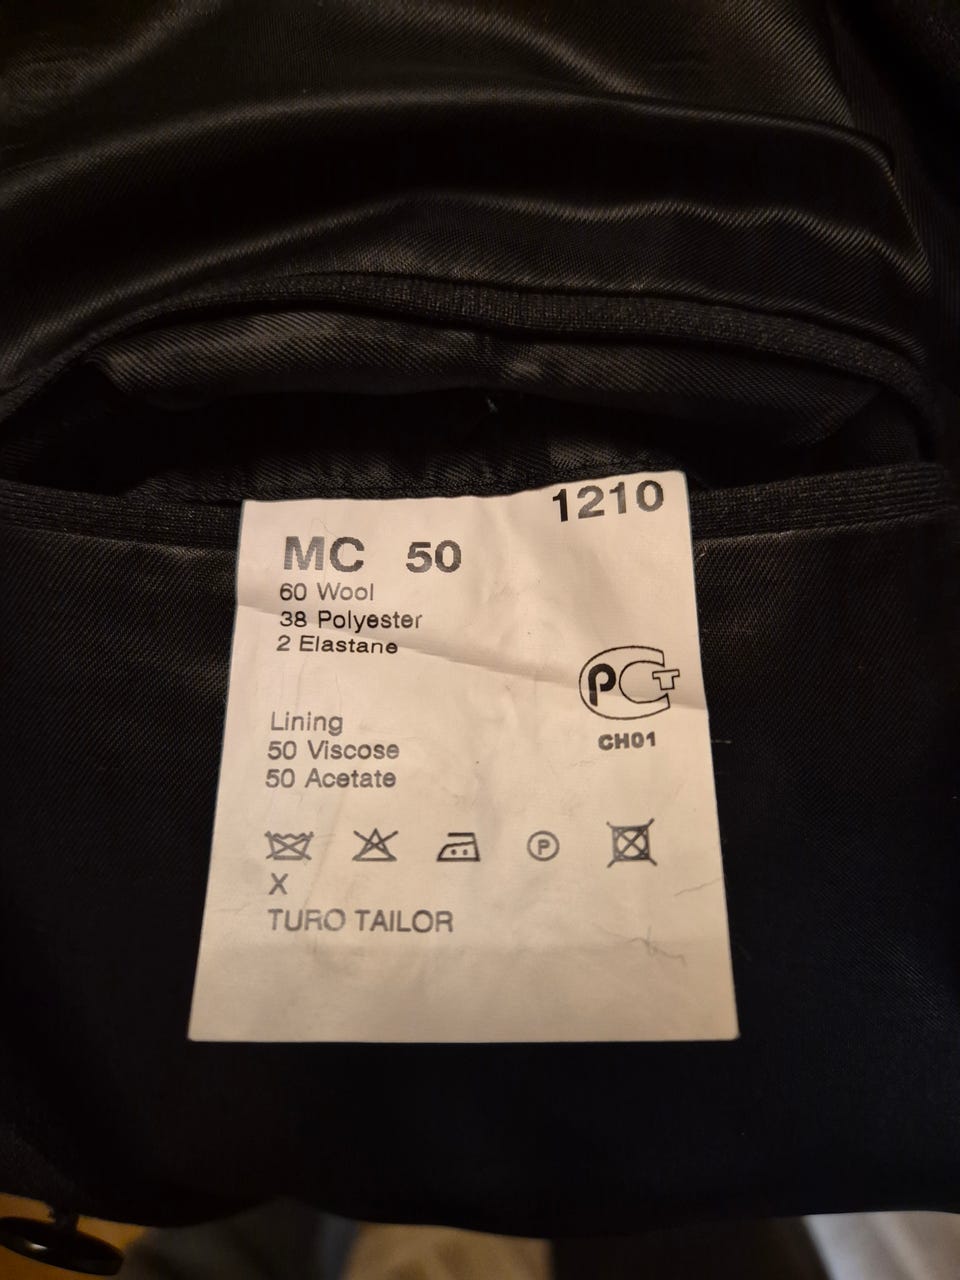 1210
MC 50
60 Wool
38 Polyester
2 Elastane
PCT
CH01
Lining
50 Viscose
50 Acetate
P
X
TURO TAILOR